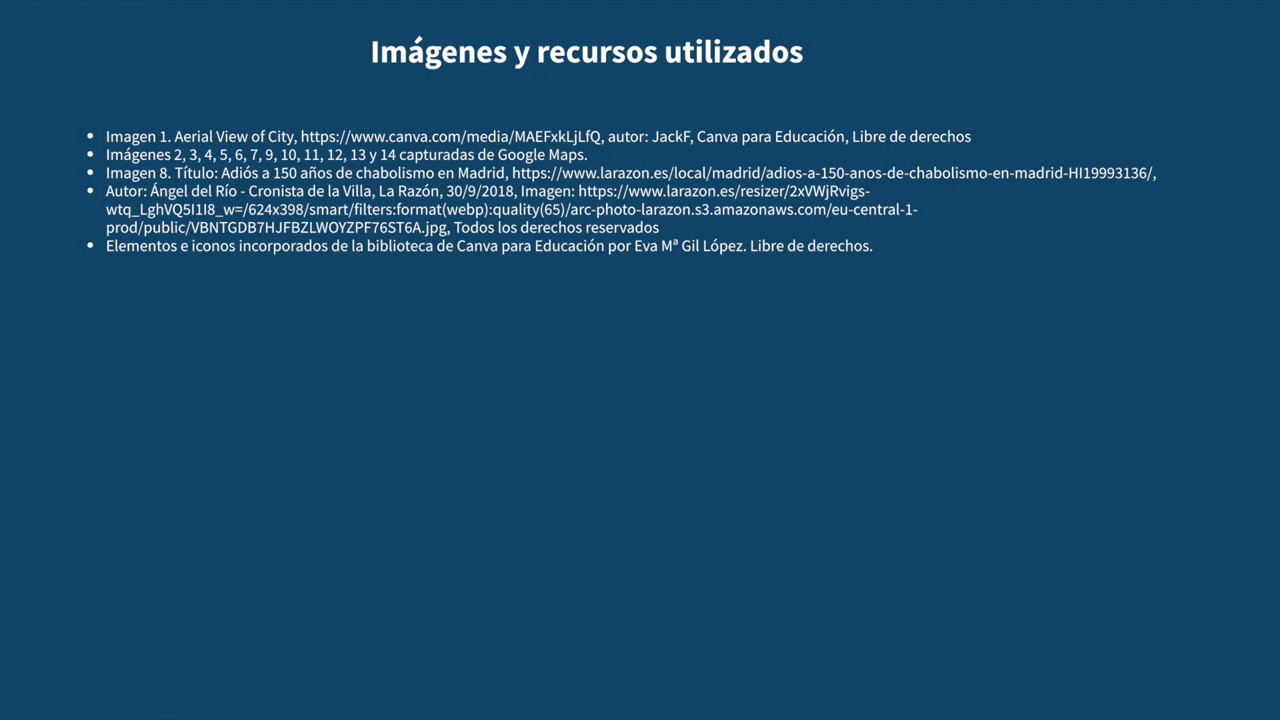 Imágenes y recursos utilizados
• Imagen 1. Aerial View of City, https://www.canva.com/media/MAEFxkLjLfQ, autor: JackF, Canva para Educación, Libre de derechos
• Imágenes 2, 3, 4, 5, 6, 7, 9, 10, 11, 12, 13 y 14 capturadas de Google Maps.
• Imagen 8. Título: Adiós a 150 años de chabolismo en Madrid, https://www.larazon.es/local/madrid/adios-a-150-anos-de-chabolismo-en-madrid-HI19993136/,
• Autor: Ángel del Río - Cronista de la Villa, La Razón, 30/9/2018, Imagen: https://www.larazon.es/resizer/2xVWjRvigs-
wtq_LghVQ5I1I8_w=/624x398/smart/filters:format(webp):quality(65)/arc-photo-larazon.s3.amazonaws.com/eu-central-1-
prod/public/VBNTGDB7HJFBZLWOYZPF76ST6A.jpg, Todos los derechos reservados
• Elementos e iconos incorporados de la biblioteca de Canva para Educación por Eva Mª Gil López. Libre de derechos.